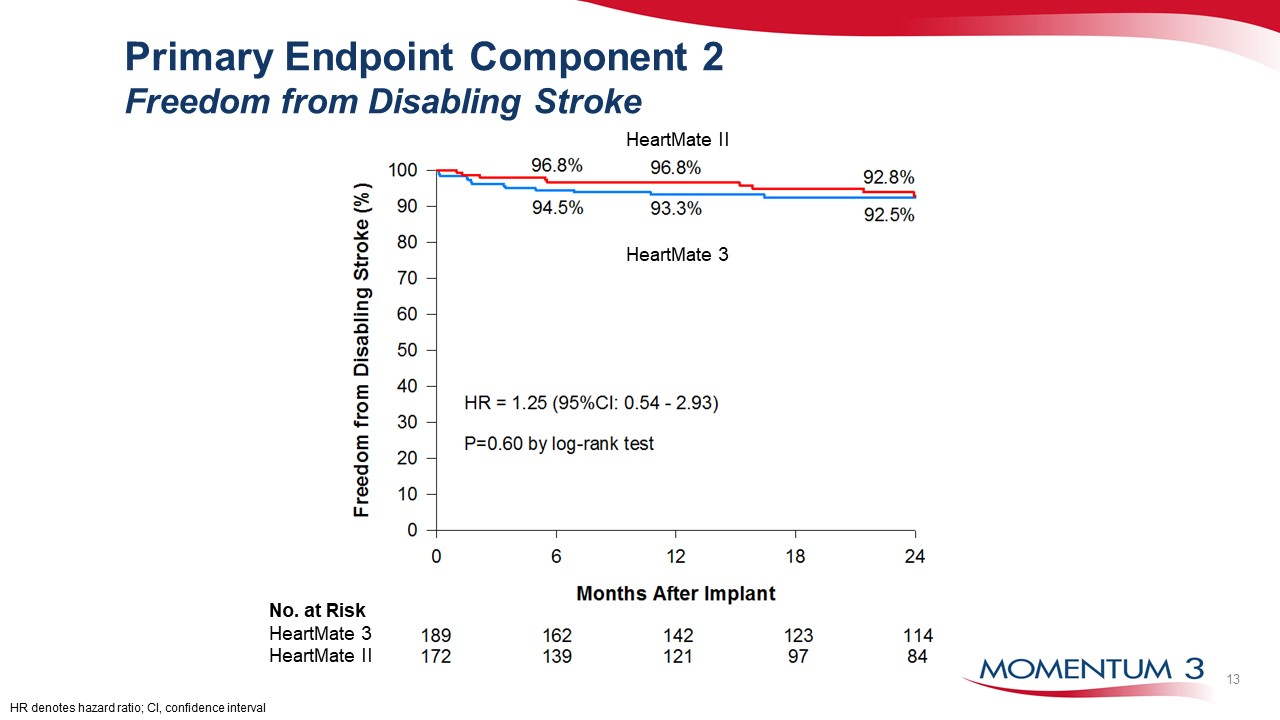 Primary Endpoint Component 2
Freedom from Disabling Stroke
HeartMate II
96.8%
96.8%
92.8%
94.5%
93.3%
92.5%
HeartMate 3
Freedom from Disabling Stroke (%)
100
90
80
70
60
50
40
30
20
10
0
HR = 1.25 (95%CI: 0.54 - 2.93)
P=0.60 by log-rank test
0 6 12 18 24
Months After Implant
No. at Risk
HeartMate 3 189 162 142 123 114
HeartMate II 172 139 121 97 84
MOMENTUM 3
13
HR denotes hazard ratio; CI, confidence interval